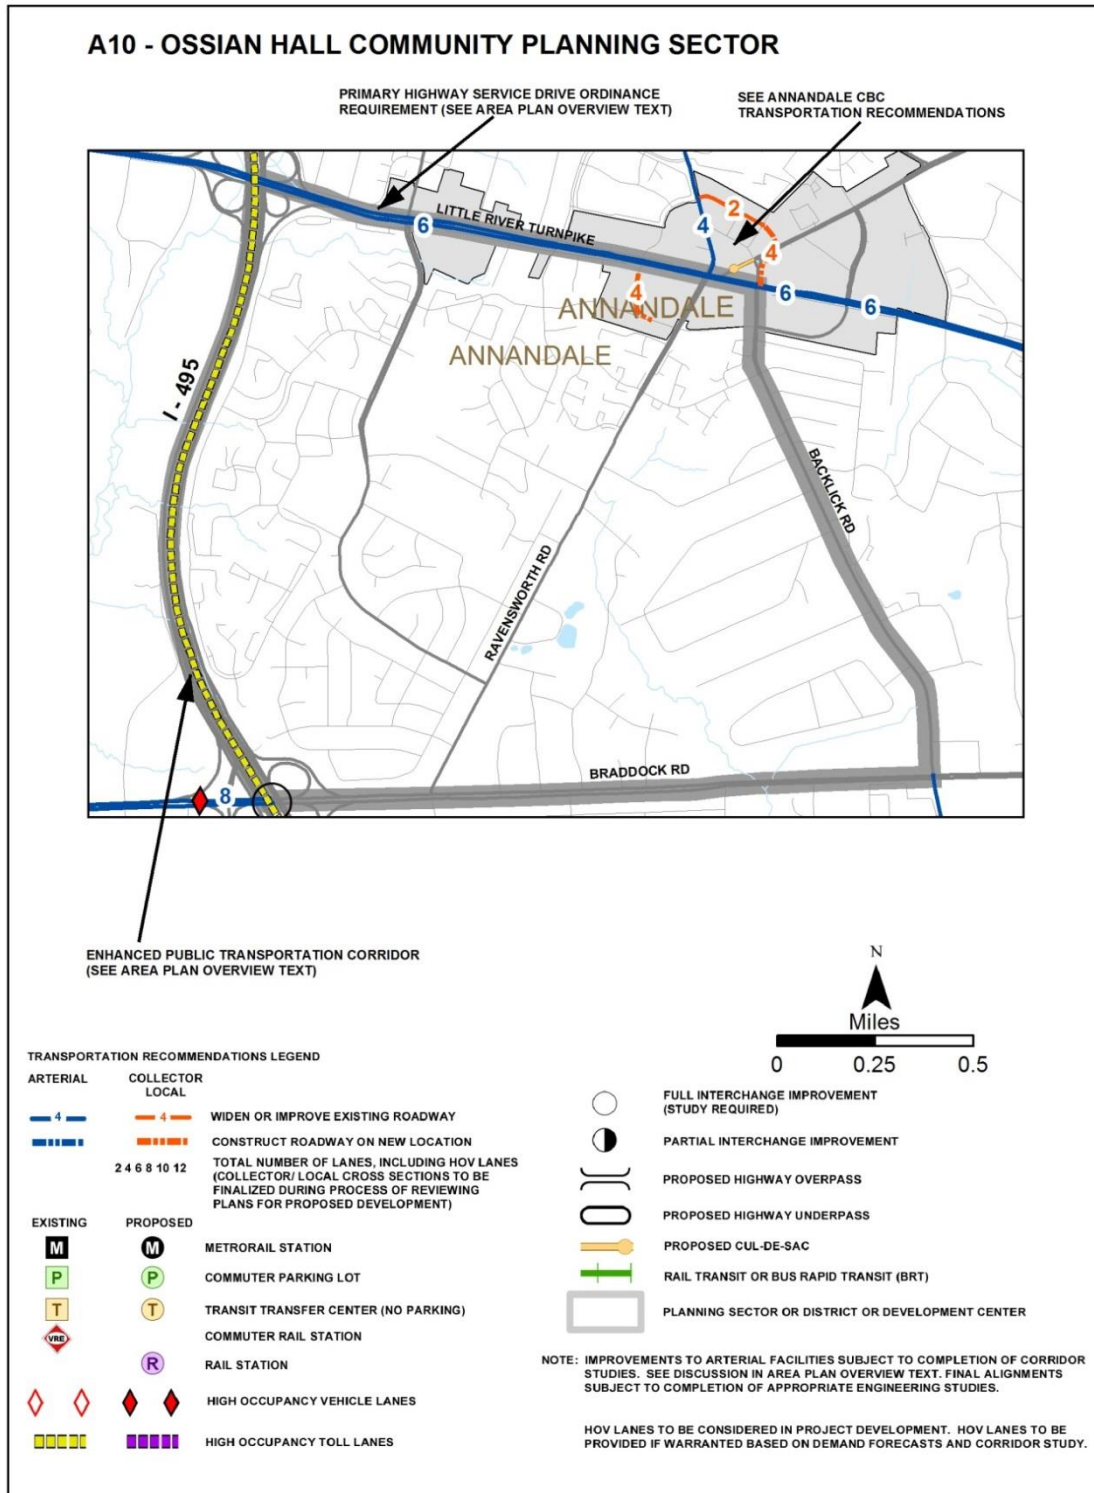 A10 - OSSIAN HALL COMMUNITY PLANNING SECTOR
PRIMARY HIGHWAY SERVICE DRIVE ORDINANCE
REQUIREMENT (SEE AREA PLAN OVERVIEW TEXT)
SEE ANNANDALE CBC
TRANSPORTATION RECOMMENDATIONS
2
4
LITTLE RIVER TURNPIKE
6
4
4
6
6
ANNANDALE
ANNANDALE
I - 495
BACKLICK RD
RAVENSWORTH RD
BRADDOCK RD
8
ENHANCED PUBLIC TRANSPORTATION CORRIDOR
(SEE AREA PLAN OVERVIEW TEXT)
N
Miles
0 0.25 0.5
TRANSPORTATION RECOMMENDATIONS LEGEND
ARTERIAL COLLECTOR
LOCAL
4 4 WIDEN OR IMPROVE EXISTING ROADWAY
CONSTRUCT ROADWAY ON NEW LOCATION
2 4 6 8 10 12 TOTAL NUMBER OF LANES, INCLUDING HOV LANES
(COLLECTOR/ LOCAL CROSS SECTIONS TO BE
FINALIZED DURING PROCESS OF REVIEWING
PLANS FOR PROPOSED DEVELOPMENT)
EXISTING PROPOSED
M M METRORAIL STATION
P P COMMUTER PARKING LOT
T T TRANSIT TRANSFER CENTER (NO PARKING)
VRE COMMUTER RAIL STATION
R RAIL STATION
HIGH OCCUPANCY VEHICLE LANES
HIGH OCCUPANCY TOLL LANES
FULL INTERCHANGE IMPROVEMENT
(STUDY REQUIRED)
PARTIAL INTERCHANGE IMPROVEMENT
PROPOSED HIGHWAY OVERPASS
PROPOSED HIGHWAY UNDERPASS
PROPOSED CUL-DE-SAC
RAIL TRANSIT OR BUS RAPID TRANSIT (BRT)
PLANNING SECTOR OR DISTRICT OR DEVELOPMENT CENTER
NOTE: IMPROVEMENTS TO ARTERIAL FACILITIES SUBJECT TO COMPLETION OF CORRIDOR
STUDIES. SEE DISCUSSION IN AREA PLAN OVERVIEW TEXT. FINAL ALIGNMENTS
SUBJECT TO COMPLETION OF APPROPRIATE ENGINEERING STUDIES.
HOV LANES TO BE CONSIDERED IN PROJECT DEVELOPMENT. HOV LANES TO BE
PROVIDED IF WARRANTED BASED ON DEMAND FORECASTS AND CORRIDOR STUDY.